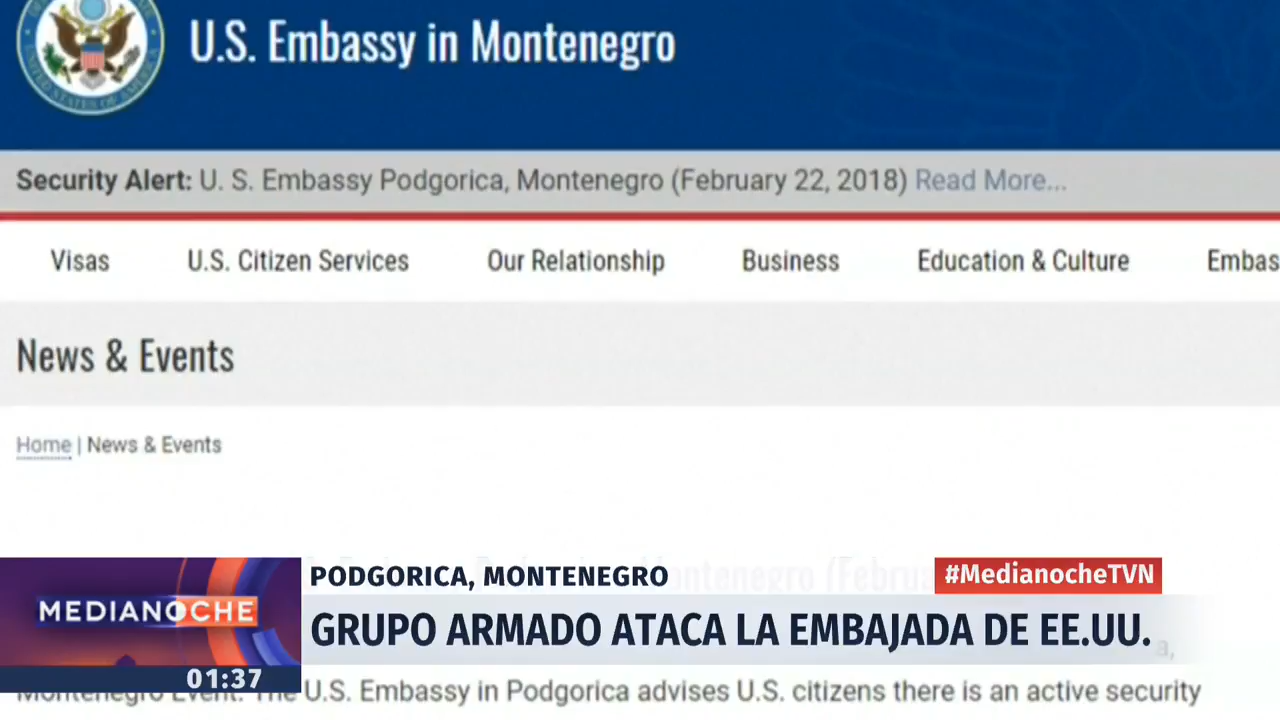 U.S. Embassy in Montenegro
Security Alert: U. S. Embassy Podgorica, Montenegro (February 22, 2018) Read More...
Visas U.S. Citizen Services Our Relationship Business Education & Culture Embas
News & Events
Home | News & Events
PODGORICA, MONTENEGRO
#MedianocheTVN
MEDIANOCHE
GRUPO ARMADO ATACA LA EMBAJADA DE EE.UU.
01:37
Montenegro Event: The U.S. Embassy in Podgorica advises U.S. citizens there is an active security